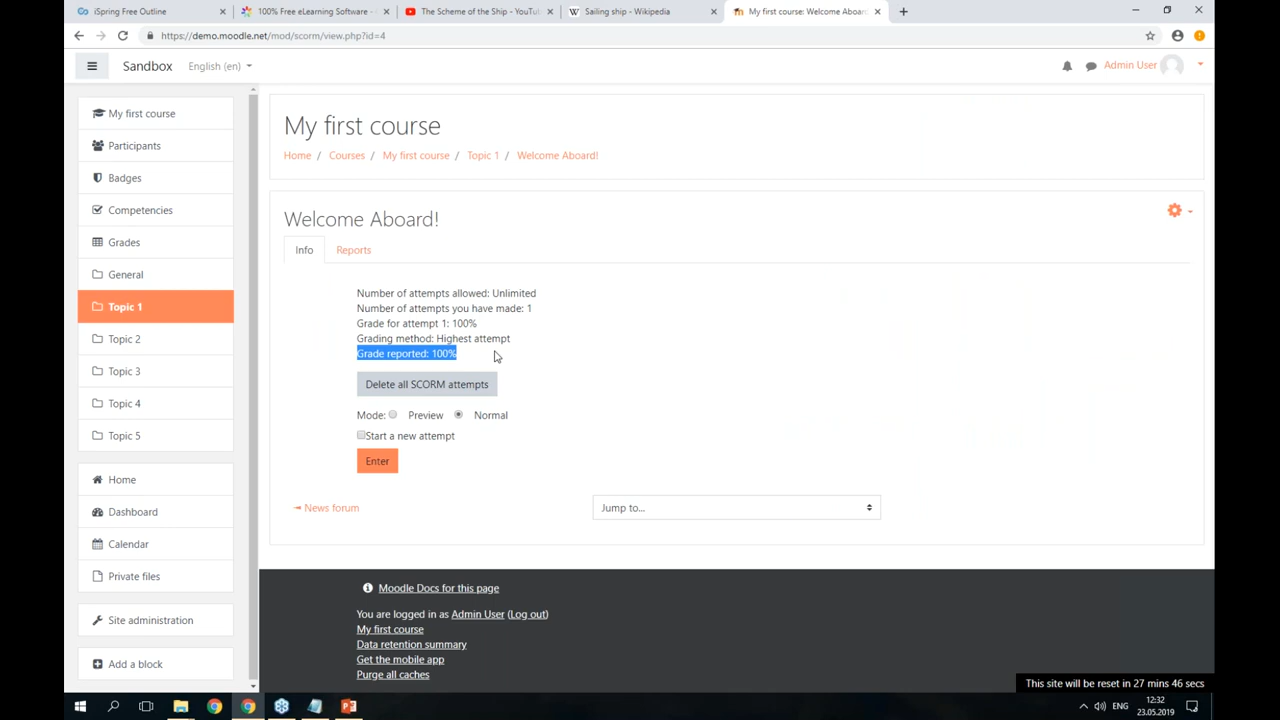 iSpring Free Outline
100% Free eLearning Software -
The Scheme of the Ship - YouTu
Sailing ship - Wikipedia
My first course: Welcome Aboard
https://demo.moodle.net/mod/scorm/view.php?id=4
Sandbox
English (en)
Admin User
My first course
Participants
Badges
Competencies
Grades
General
Topic 1
Topic 2
Topic 3
Topic 4
Topic 5
Home
Dashboard
Calendar
Private files
Site administration
Add a block
My first course
Home / Courses / My first course / Topic 1 / Welcome Aboard!
Welcome Aboard!
Info
Reports
Number of attempts allowed: Unlimited
Number of attempts you have made: 1
Grade for attempt 1: 100%
Grading method: Highest attempt
Grade reported: 100%
Delete all SCORM attempts
Mode: Preview Normal
Start a new attempt
Enter
News forum
Jump to...
Moodle Docs for this page
You are logged in as Admin User (Log out)
My first course
Data retention summary
Get the mobile app
Purge all caches
This site will be reset in 27 mins 46 secs
ENG
12:32
23.05.2019